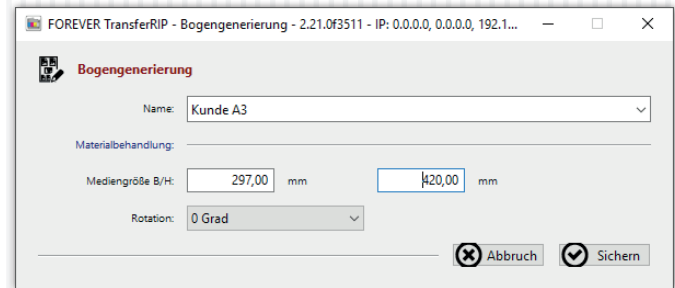 FOREVER TransferRIP - Bogengenerierung - 2.21.0f3511 - IP: 0.0.0.0, 0.0.0.0, 192.1...
Bogengenerierung
Name: Kunde A3
Materialbehandlung:
Mediengröße B/H: 297,00 mm 420,00 mm
Rotation: 0 Grad
Abbruch Sichern